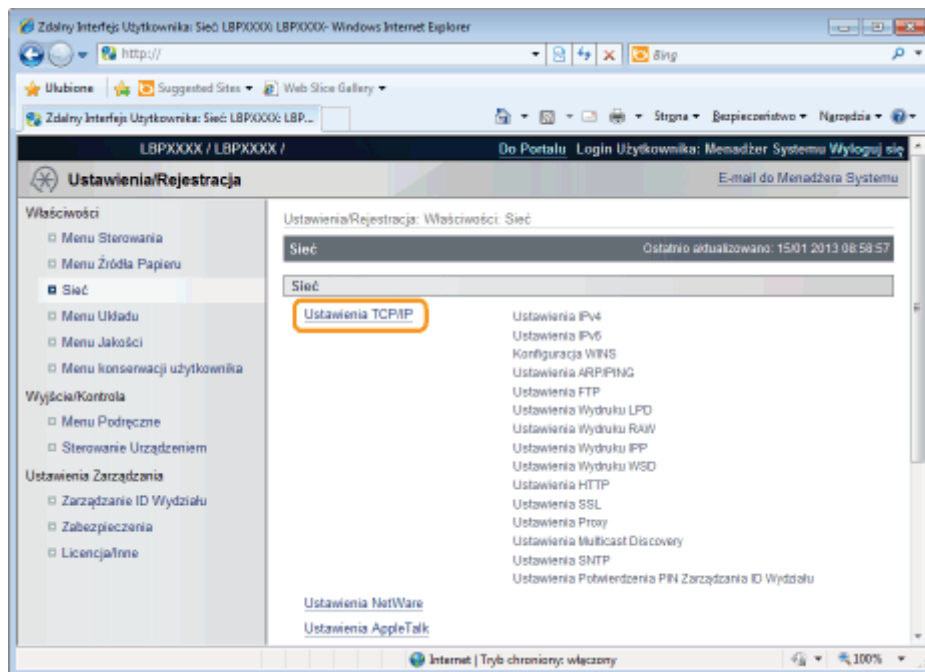 Zdalny Interfejs Użytkownika: Sieć: LBPXXXX: LBPXXXX- Windows Internet Explorer
http://
Bing
Ulubione Suggested Sites Web Slice Gallery
Zdalny Interfejs Użytkownika: Sieć: LBPXXXX: LBP...
Strona Bezpieczeństwo Narzędzia
LBPXXXX / LBPXXXX /
Do Portalu Login Użytkownika: Menadżer Systemu Wyloguj się
Ustawienia/Rejestracja
E-mail do Menadżera Systemu
Właściwości
Menu Sterowania
Menu Źródła Papieru
Sieć
Menu Układu
Menu Jakości
Menu konserwacji użytkownika
Wyjście/Kontrola
Menu Podręczne
Sterowanie Urządzeniem
Ustawienia Zarządzania
Zarządzanie ID Wydziału
Zabezpieczenia
Licencja/Inne
Ustawienia/Rejestracja: Właściwości: Sieć
Sieć
Ostatnio aktualizowano: 15/01 2013 08:58:57
Sieć
Ustawienia TCP/IP
Ustawienia IPv4
Ustawienia IPv6
Konfiguracja WINS
Ustawienia ARP/PING
Ustawienia FTP
Ustawienia Wydruku LPD
Ustawienia Wydruku RAW
Ustawienia Wydruku IPP
Ustawienia Wydruku WSD
Ustawienia HTTP
Ustawienia SSL
Ustawienia Proxy
Ustawienia Multicast Discovery
Ustawienia SNTP
Ustawienia Potwierdzenia PIN Zarządzania ID Wydziału
Ustawienia NetWare
Ustawienia AppleTalk
Internet | Tryb chroniony: włączony
100%